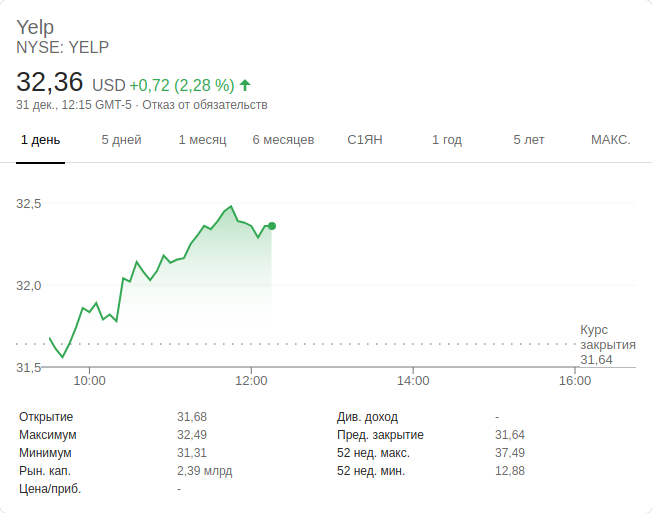 Yelp
NYSE: YELP
32,36 USD +0,72 (2,28 %)
31 дек., 12:15 GMT-5 · Отказ от обязательств
1 день 5 дней 1 месяц 6 месяцев С1ЯН 1 год 5 лет МАКС.
32,5
32,0
31,5
Курс
закрытия
31,64
10:00 12:00 14:00 16:00
Открытие 31,68 Див. доход -
Максимум 32,49 Пред. закрытие 31,64
Минимум 31,31 52 нед. макс. 37,49
Рын. кап. 2,39 млрд 52 нед. мин. 12,88
Цена/приб. -